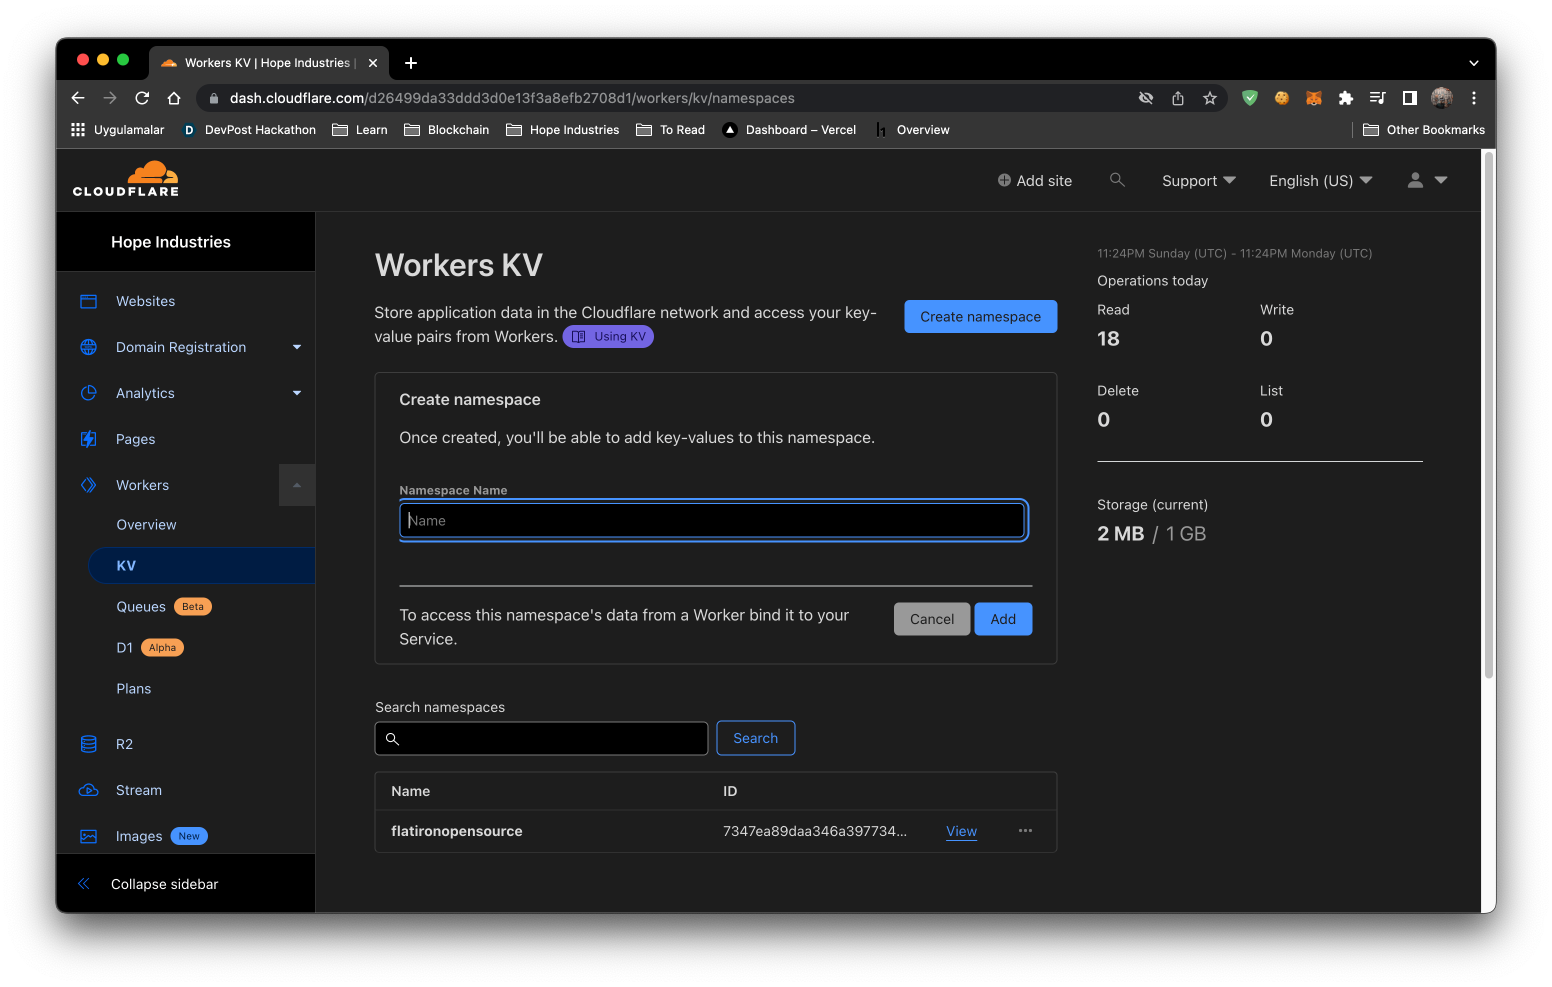 Workers KV | Hope Industries |
dash.cloudflare.com/d26499da33ddd3d0e13f3a8efb2708d1/workers/kv/namespaces
Uygulamalar
D DevPost Hackathon
Learn
Blockchain
Hope Industries
To Read
Dashboard – Vercel
h Overview
Other Bookmarks
CLOUDFLARE
Add site
Support
English (US)
Hope Industries
Websites
Domain Registration
Analytics
Pages
Workers
Overview
KV
Queues Beta
D1 Alpha
Plans
R2
Stream
Images New
Collapse sidebar
Workers KV
Store application data in the Cloudflare network and access your key-
value pairs from Workers. Using KV
Create namespace
Create namespace
Once created, you'll be able to add key-values to this namespace.
Namespace Name
Name
To access this namespace's data from a Worker bind it to your
Service.
Cancel
Add
Search namespaces
Search
Name ID
flatironopensource 7347ea89daa346a397734... View
11:24PM Sunday (UTC) - 11:24PM Monday (UTC)
Operations today
Read Write
18 0
Delete List
0 0
Storage (current)
2 MB / 1 GB